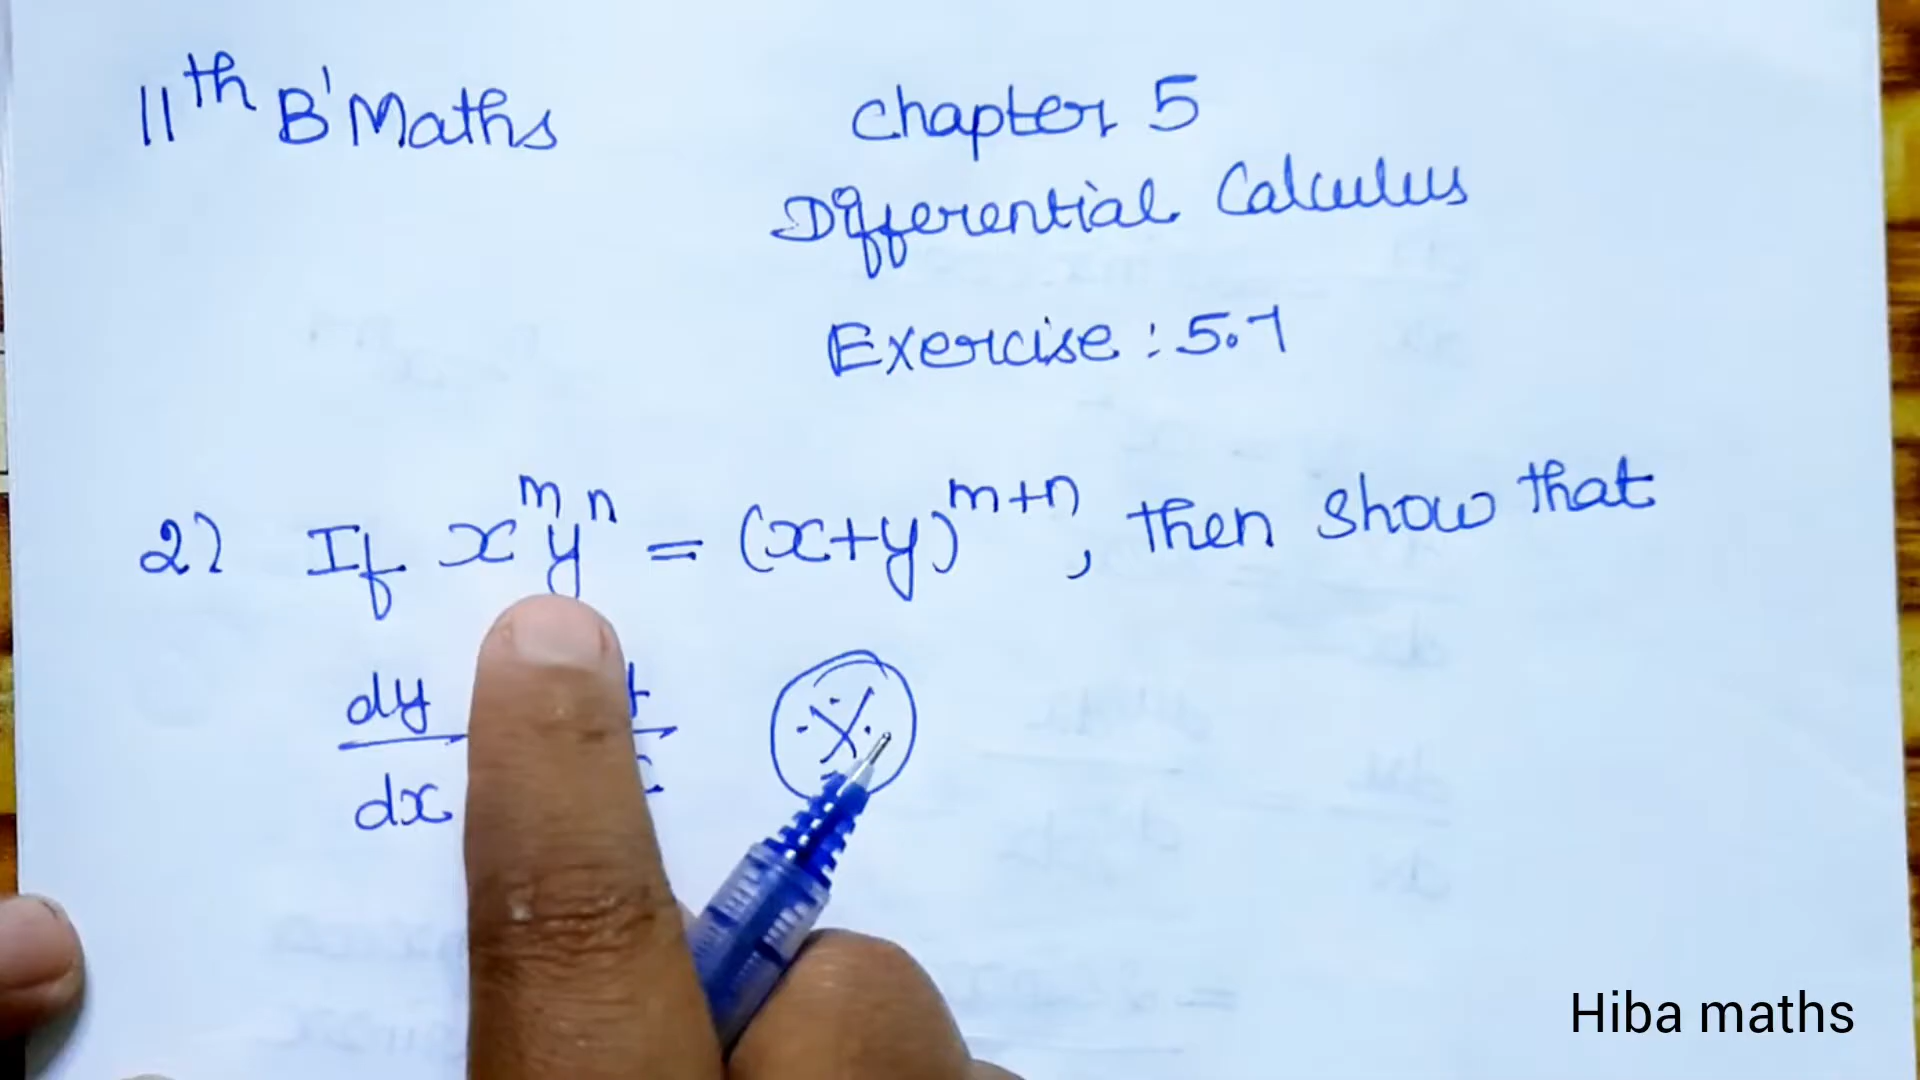 11th B'Maths
Chapter 5
Differential Calculus
Exercise : 5.7
2) If x^m y^n = (x+y)^{m+n}, then show that
dy
dx
Hiba maths